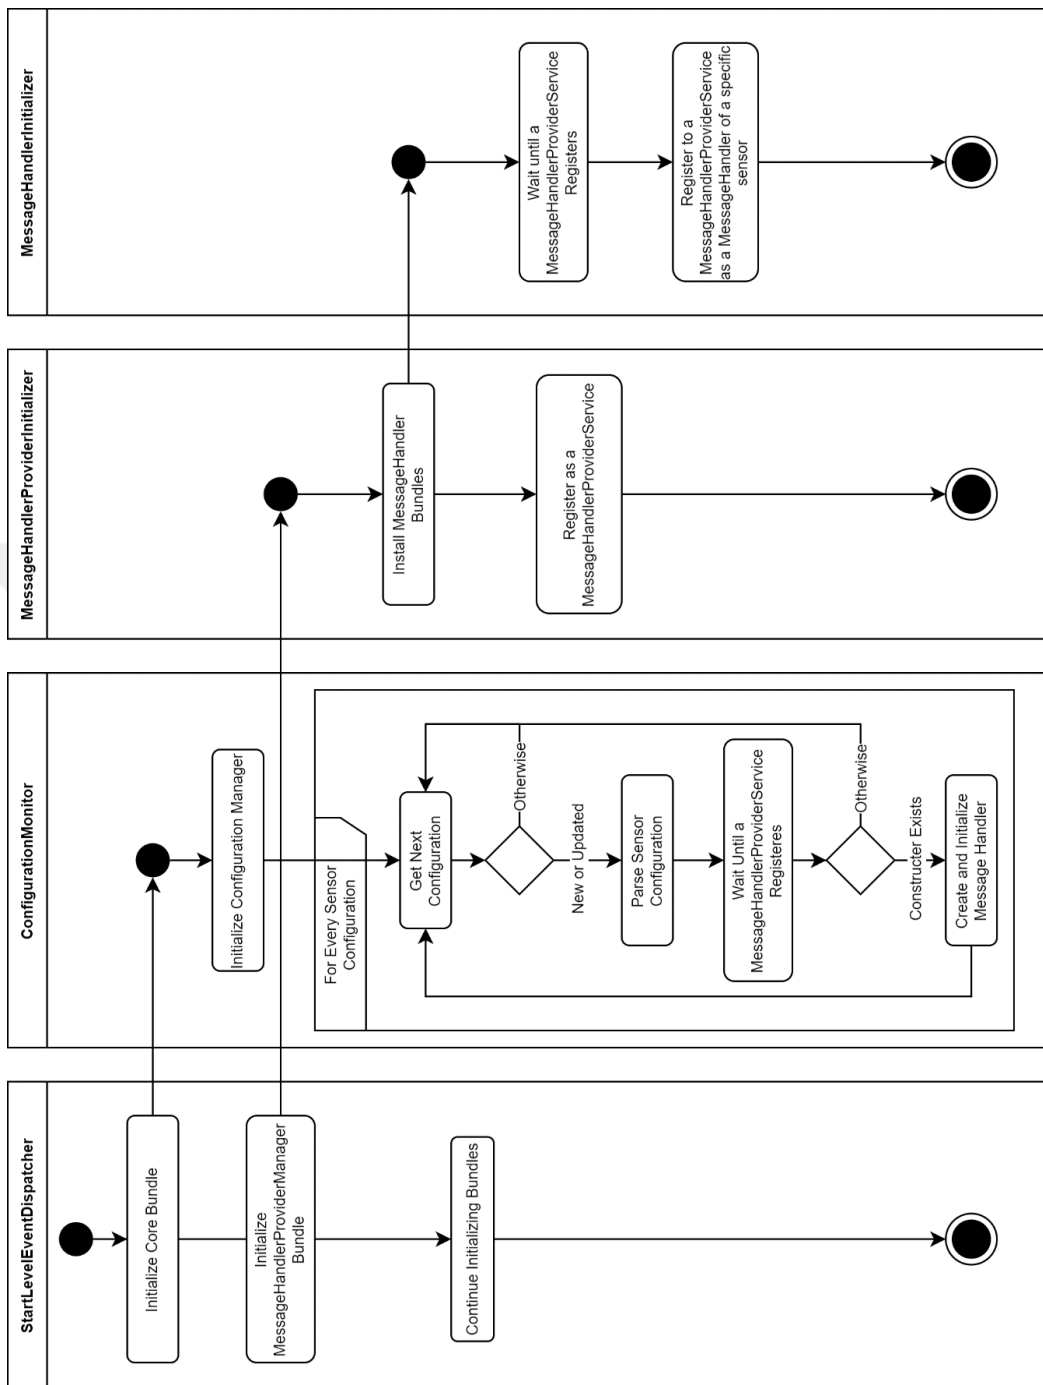 StartLevelEventDispatcher
Initialize Core Bundle
Initialize
MessageHandlerProviderManager
Bundle
Continue Initializing Bundles
ConfigurationMonitor
Initialize Configuration Manager
For Every Sensor
Configuration
Get Next
Configuration
Otherwise
New or Updated
Parse Sensor
Configuration
Wait Until a
MessageHandlerProviderService
Registeres
Otherwise
Constructer Exists
Create and Initialize
Message Handler
MessageHandlerProviderInitializer
Install MessageHandler
Bundles
Register as a
MessageHandlerProviderService
MessageHandlerInitializer
Wait until a
MessageHandlerProviderService
Registers
Register to a
MessageHandlerProviderService
as a MessageHandler of a specific
sensor